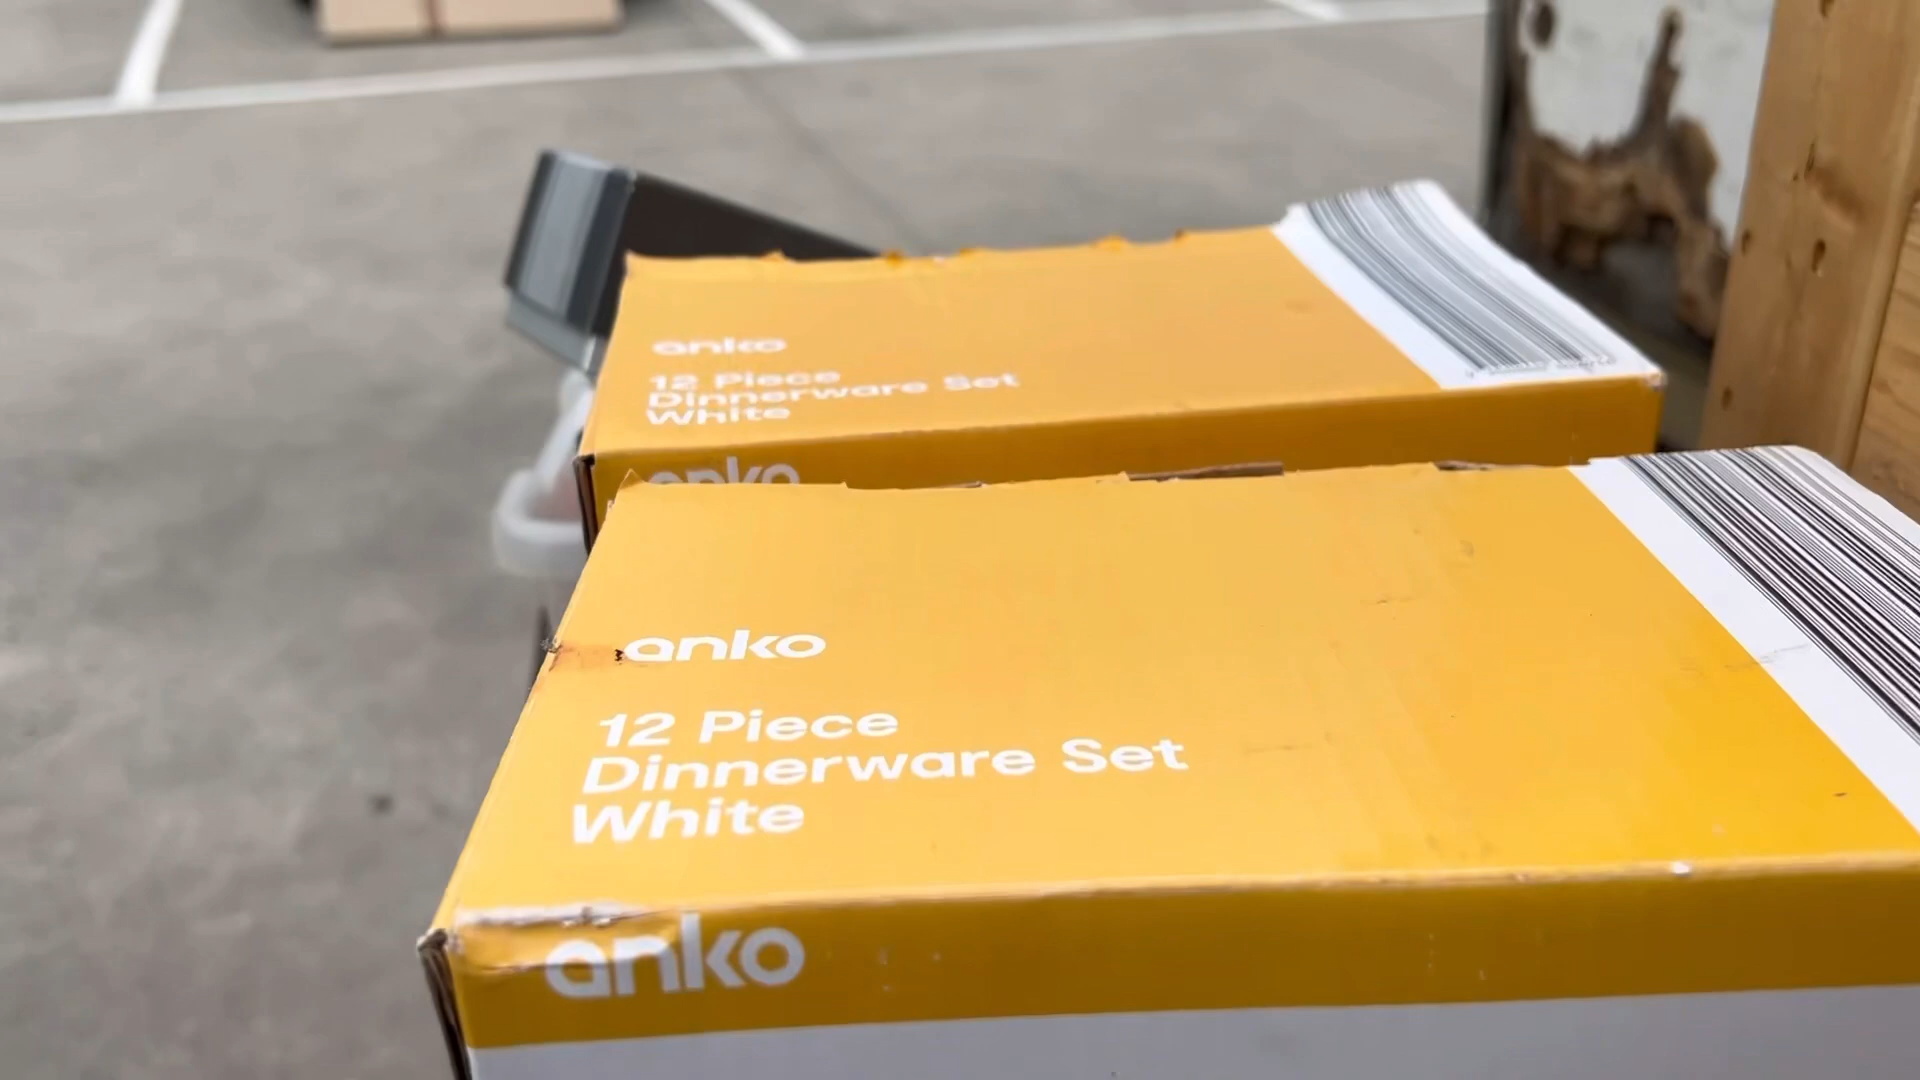 anko
12 Piece
Dinnerware Set
White
anko
anko
12 Piece
Dinnerware Set
White
anko